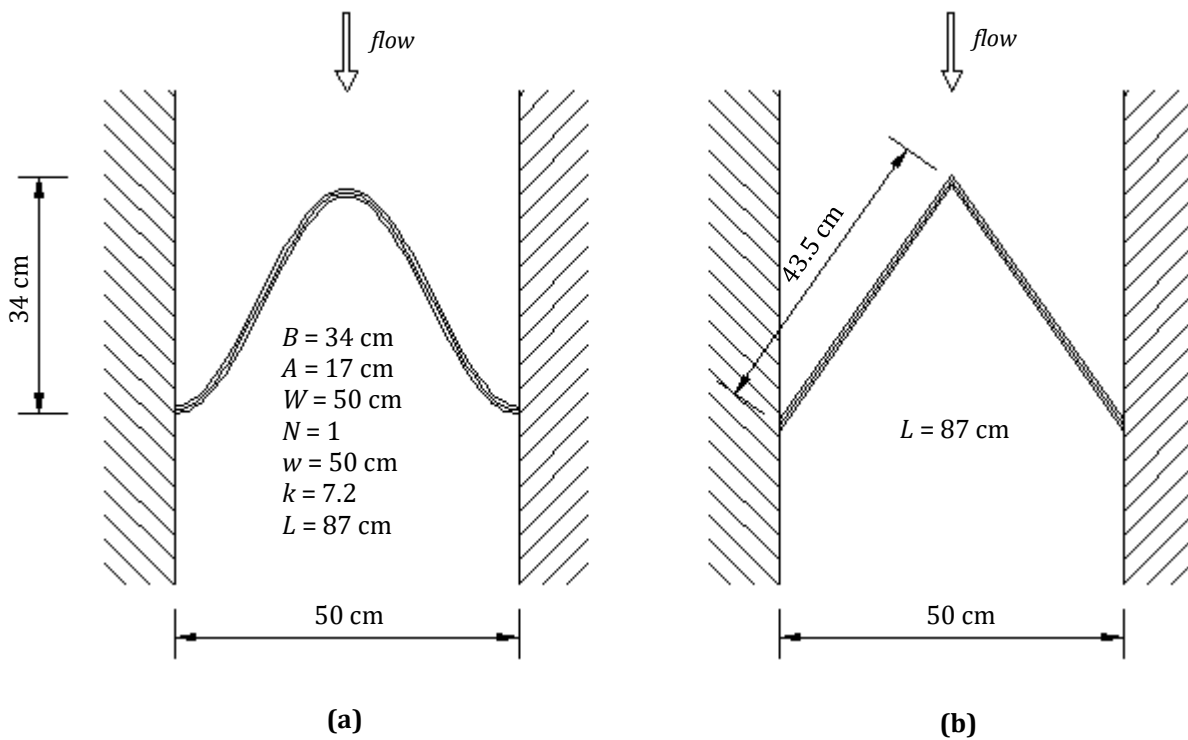 flow
34 cm
B = 34 cm
A = 17 cm
W = 50 cm
N = 1
w = 50 cm
k = 7.2
L = 87 cm
50 cm
(a)
flow
43.5 cm
L = 87 cm
50 cm
(b)